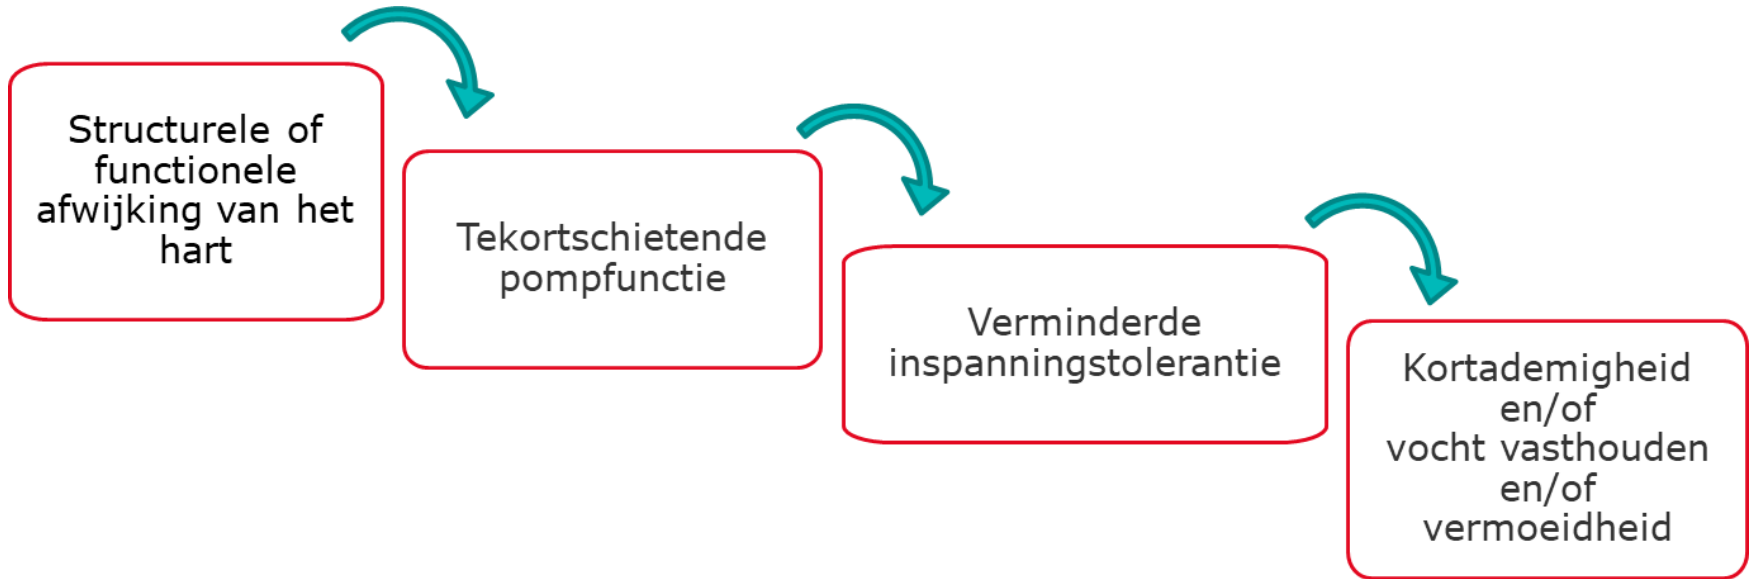 Structurele of
functionele
afwijking van het
hart
Tekortschietende
pompfunctie
Verminderde
inspanningstolerantie
Kortademigheid
en/of
vocht vasthouden
en/of
vermoeidheid